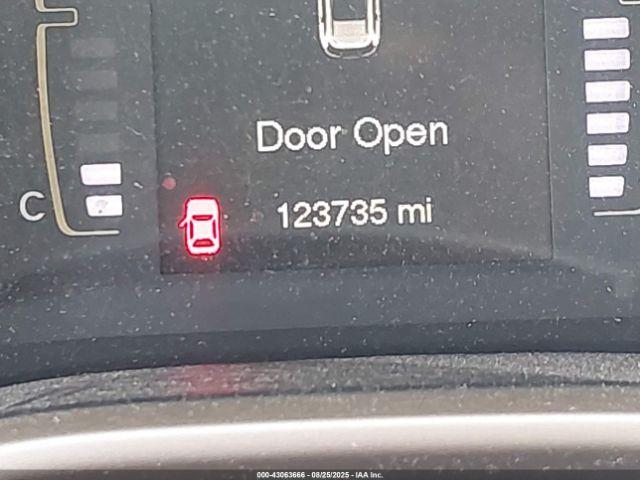 Door Open
C
123735 mi
000-43063666 - 08/25/2025 - IAA Inc.